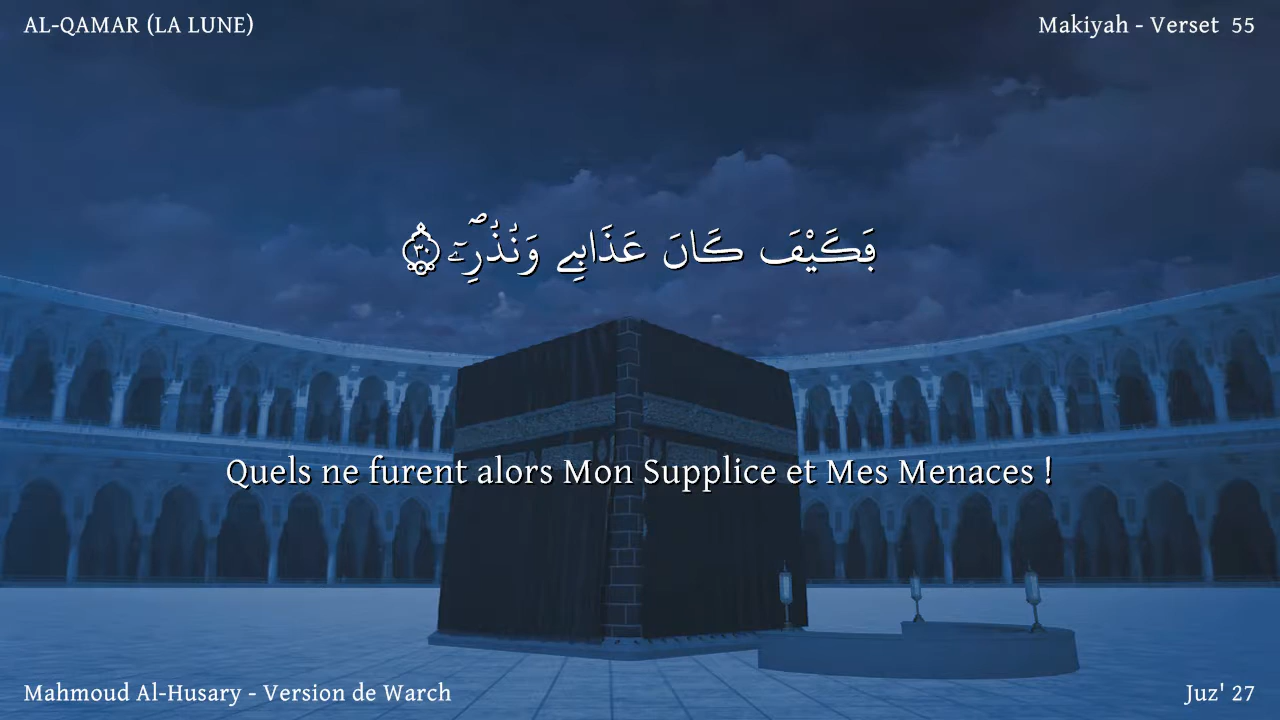 AL-QAMAR (LA LUNE)
Makiyah - Verset 55
فَكَيْفَ كَانَ عَذَابِے وَنُذُرِۦٓۖ ٣٠
Quels ne furent alors Mon Supplice et Mes Menaces !
Mahmoud Al-Husary - Version de Warch
Juz' 27